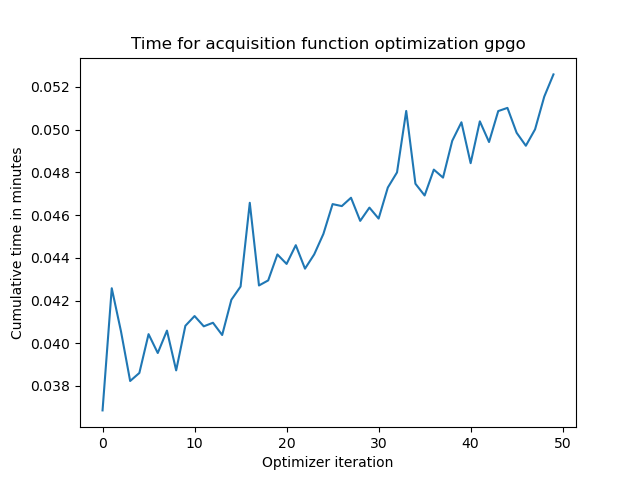 Time for acquisition function optimization gpgo
0.052
0.050
0.048
0.046
0.044
0.042
0.040
0.038
Cumulative time in minutes
0 10 20 30 40 50
Optimizer iteration